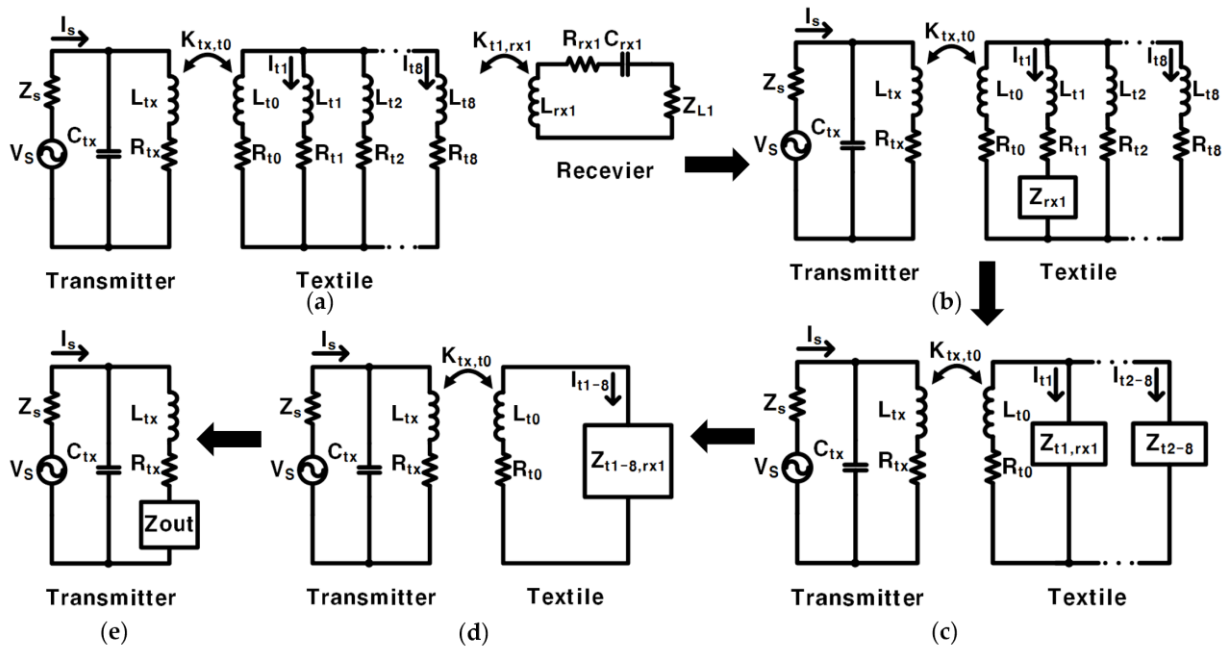 Is
Ktx,t0
Zs
VS
Ctx
Ltx
Rtx
Lt0
Rt0
It1
Lt1
Rt1
Lt2
Rt2
It8
Lt8
Rt8
Transmitter
Textile
(a)
Kt1,rx1
Rrx1
Crx1
Lrx1
ZL1
Recevier
Is
Ktx,t0
Zs
VS
Ctx
Ltx
Rtx
Lt0
Rt0
It1
Lt1
Rt1
Zrx1
Lt2
Rt2
It8
Lt8
Rt8
Transmitter
Textile
(b)
Is
Zs
VS
Ctx
Ltx
Rtx
Zout
Transmitter
(e)
Is
Ktx,t0
Zs
VS
Ctx
Ltx
Rtx
Lt0
Rt0
It1-8
Zt1-8,rx1
Transmitter
Textile
(d)
Is
Ktx,t0
Zs
VS
Ctx
Ltx
Rtx
Lt0
Rt0
It1
Zt1,rx1
It2-8
Zt2-8
Transmitter
Textile
(c)